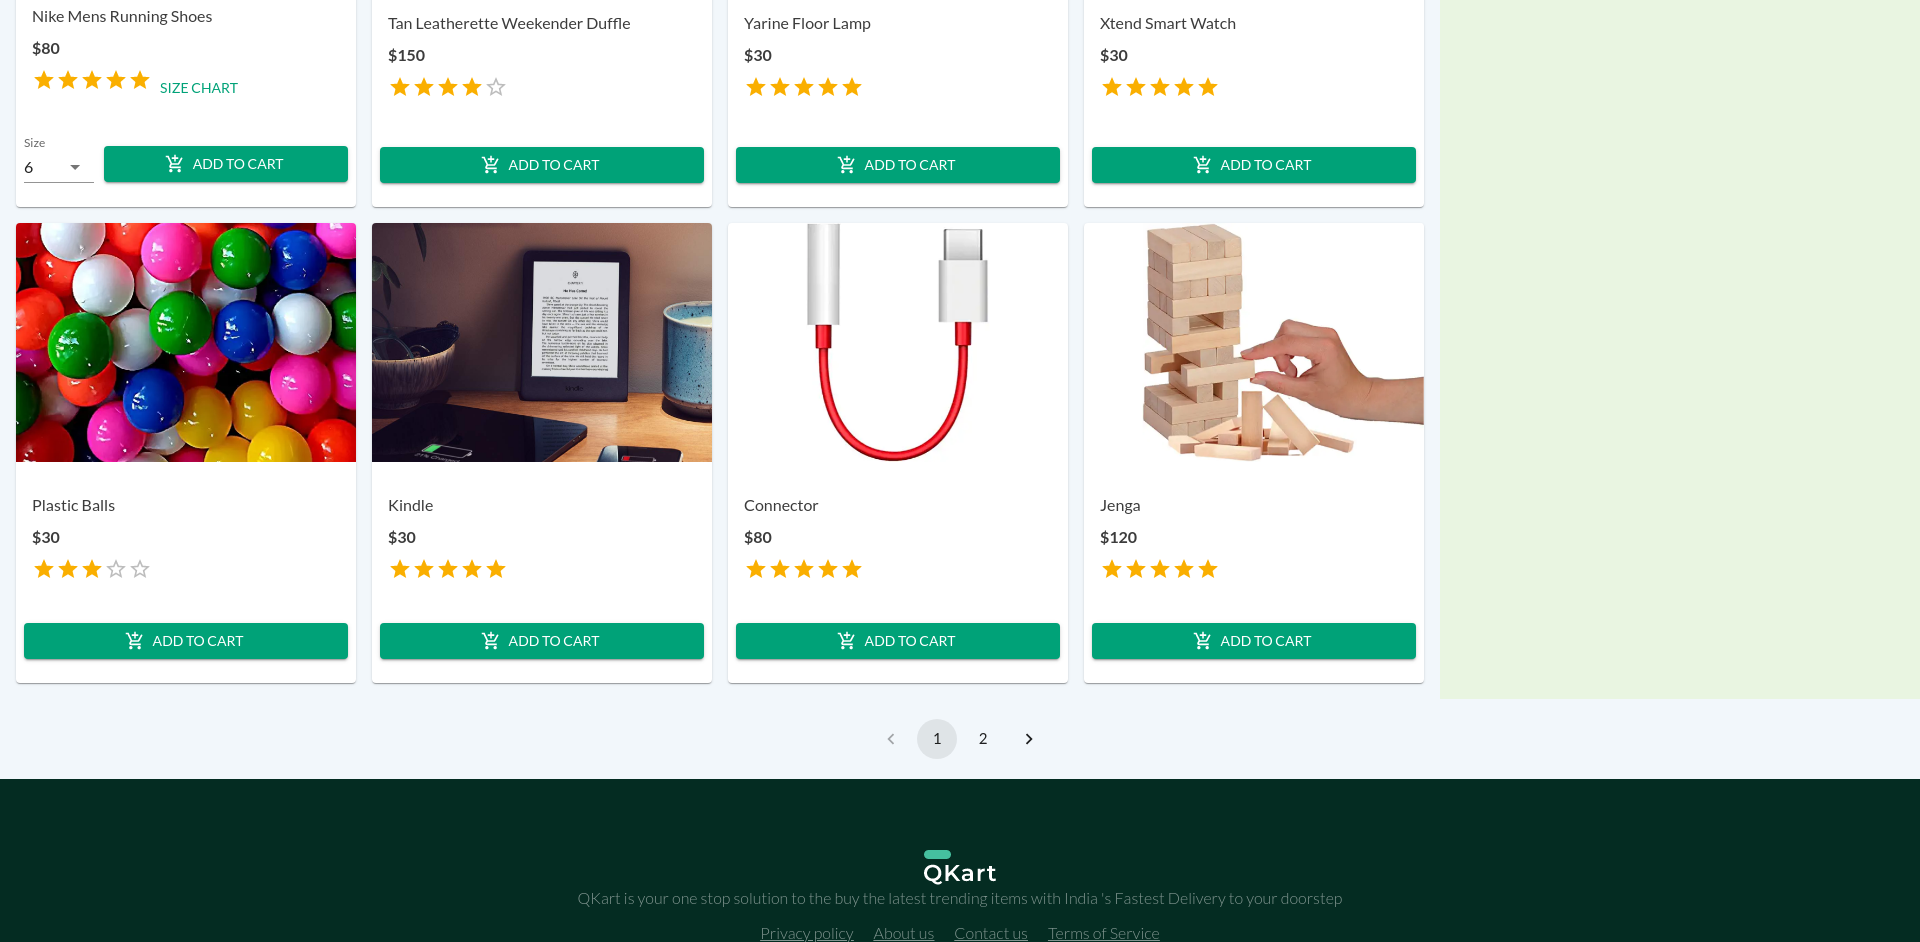 Nike Mens Running Shoes
$80
SIZE CHART
Size
6
ADD TO CART
Tan Leatherette Weekender Duffle
$150
ADD TO CART
Yarine Floor Lamp
$30
ADD TO CART
Xtend Smart Watch
$30
ADD TO CART
Plastic Balls
$30
ADD TO CART
kindle
Kindle
$30
ADD TO CART
Connector
$80
ADD TO CART
Jenga
$120
ADD TO CART
1
2
QKart
QKart is your one stop solution to the buy the latest trending items with India 's Fastest Delivery to your doorstep
Privacy policy About us Contact us Terms of Service